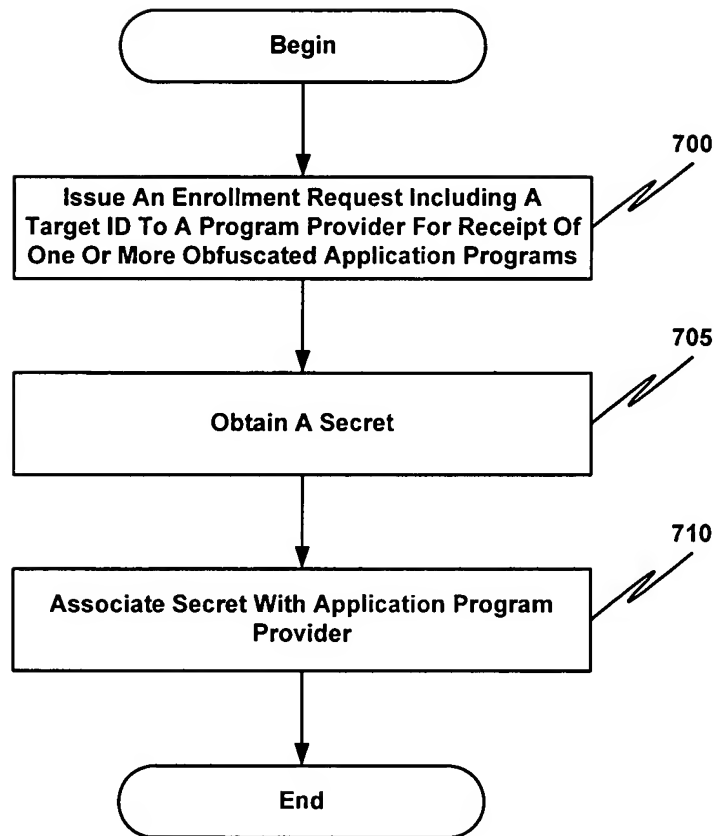 Begin
700
Issue An Enrollment Request Including A
Target ID To A Program Provider For Receipt Of
One Or More Obfuscated Application Programs
705
Obtain A Secret
710
Associate Secret With Application Program
Provider
End